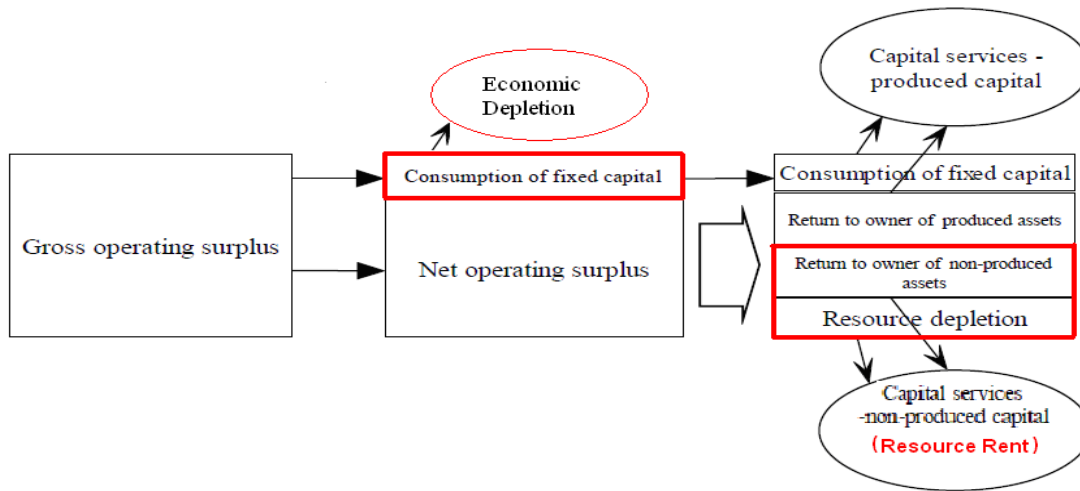 Economic
Depletion
Capital services -
produced capital
Gross operating surplus
Consumption of fixed capital
Net operating surplus
Consumption of fixed capital
Return to owner of produced assets
Return to owner of non-produced
assets
Resource depletion
Capital services
-non-produced capital
(Resource Rent)